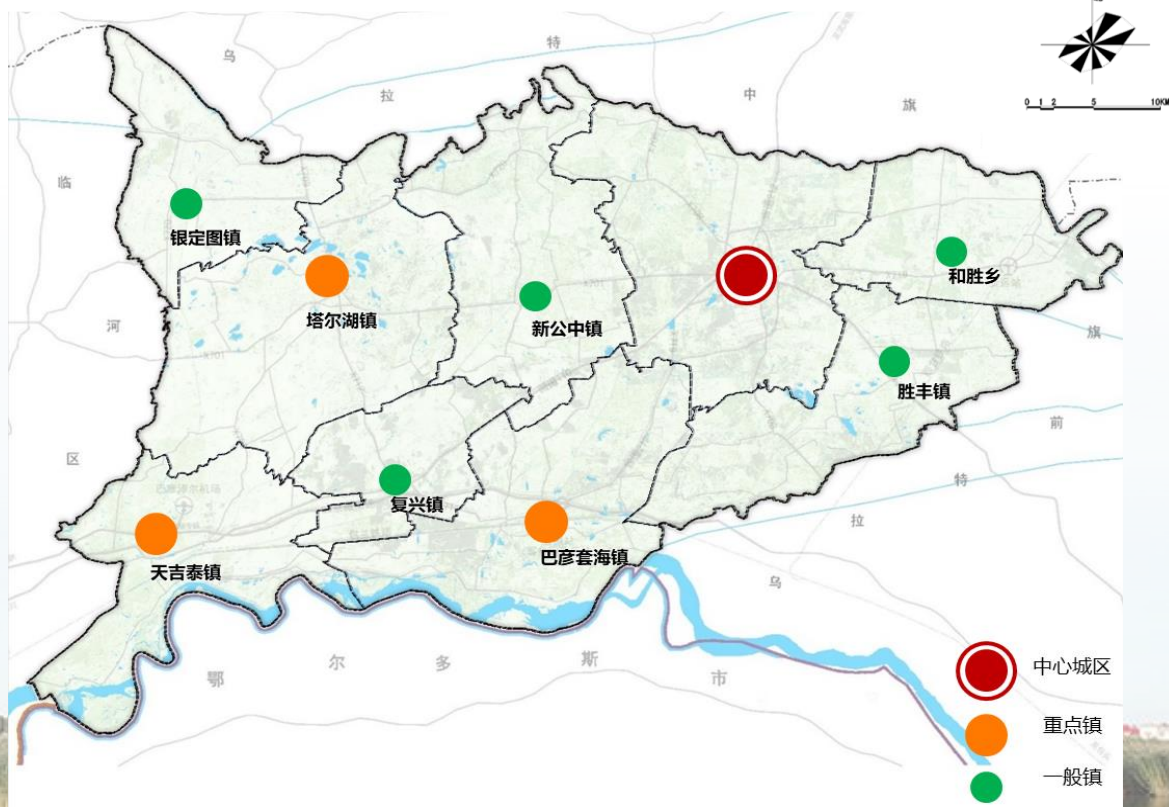 乌
特
拉
中
旗
0 1 2 5 10KM
临
河
区
银定图镇
塔尔湖镇
新公中镇
和胜乡
旗
胜丰镇
前
特
拉
乌
复兴镇
天吉泰镇
巴彦套海镇
鄂
尔
多
斯
市
中心城区
重点镇
一般镇